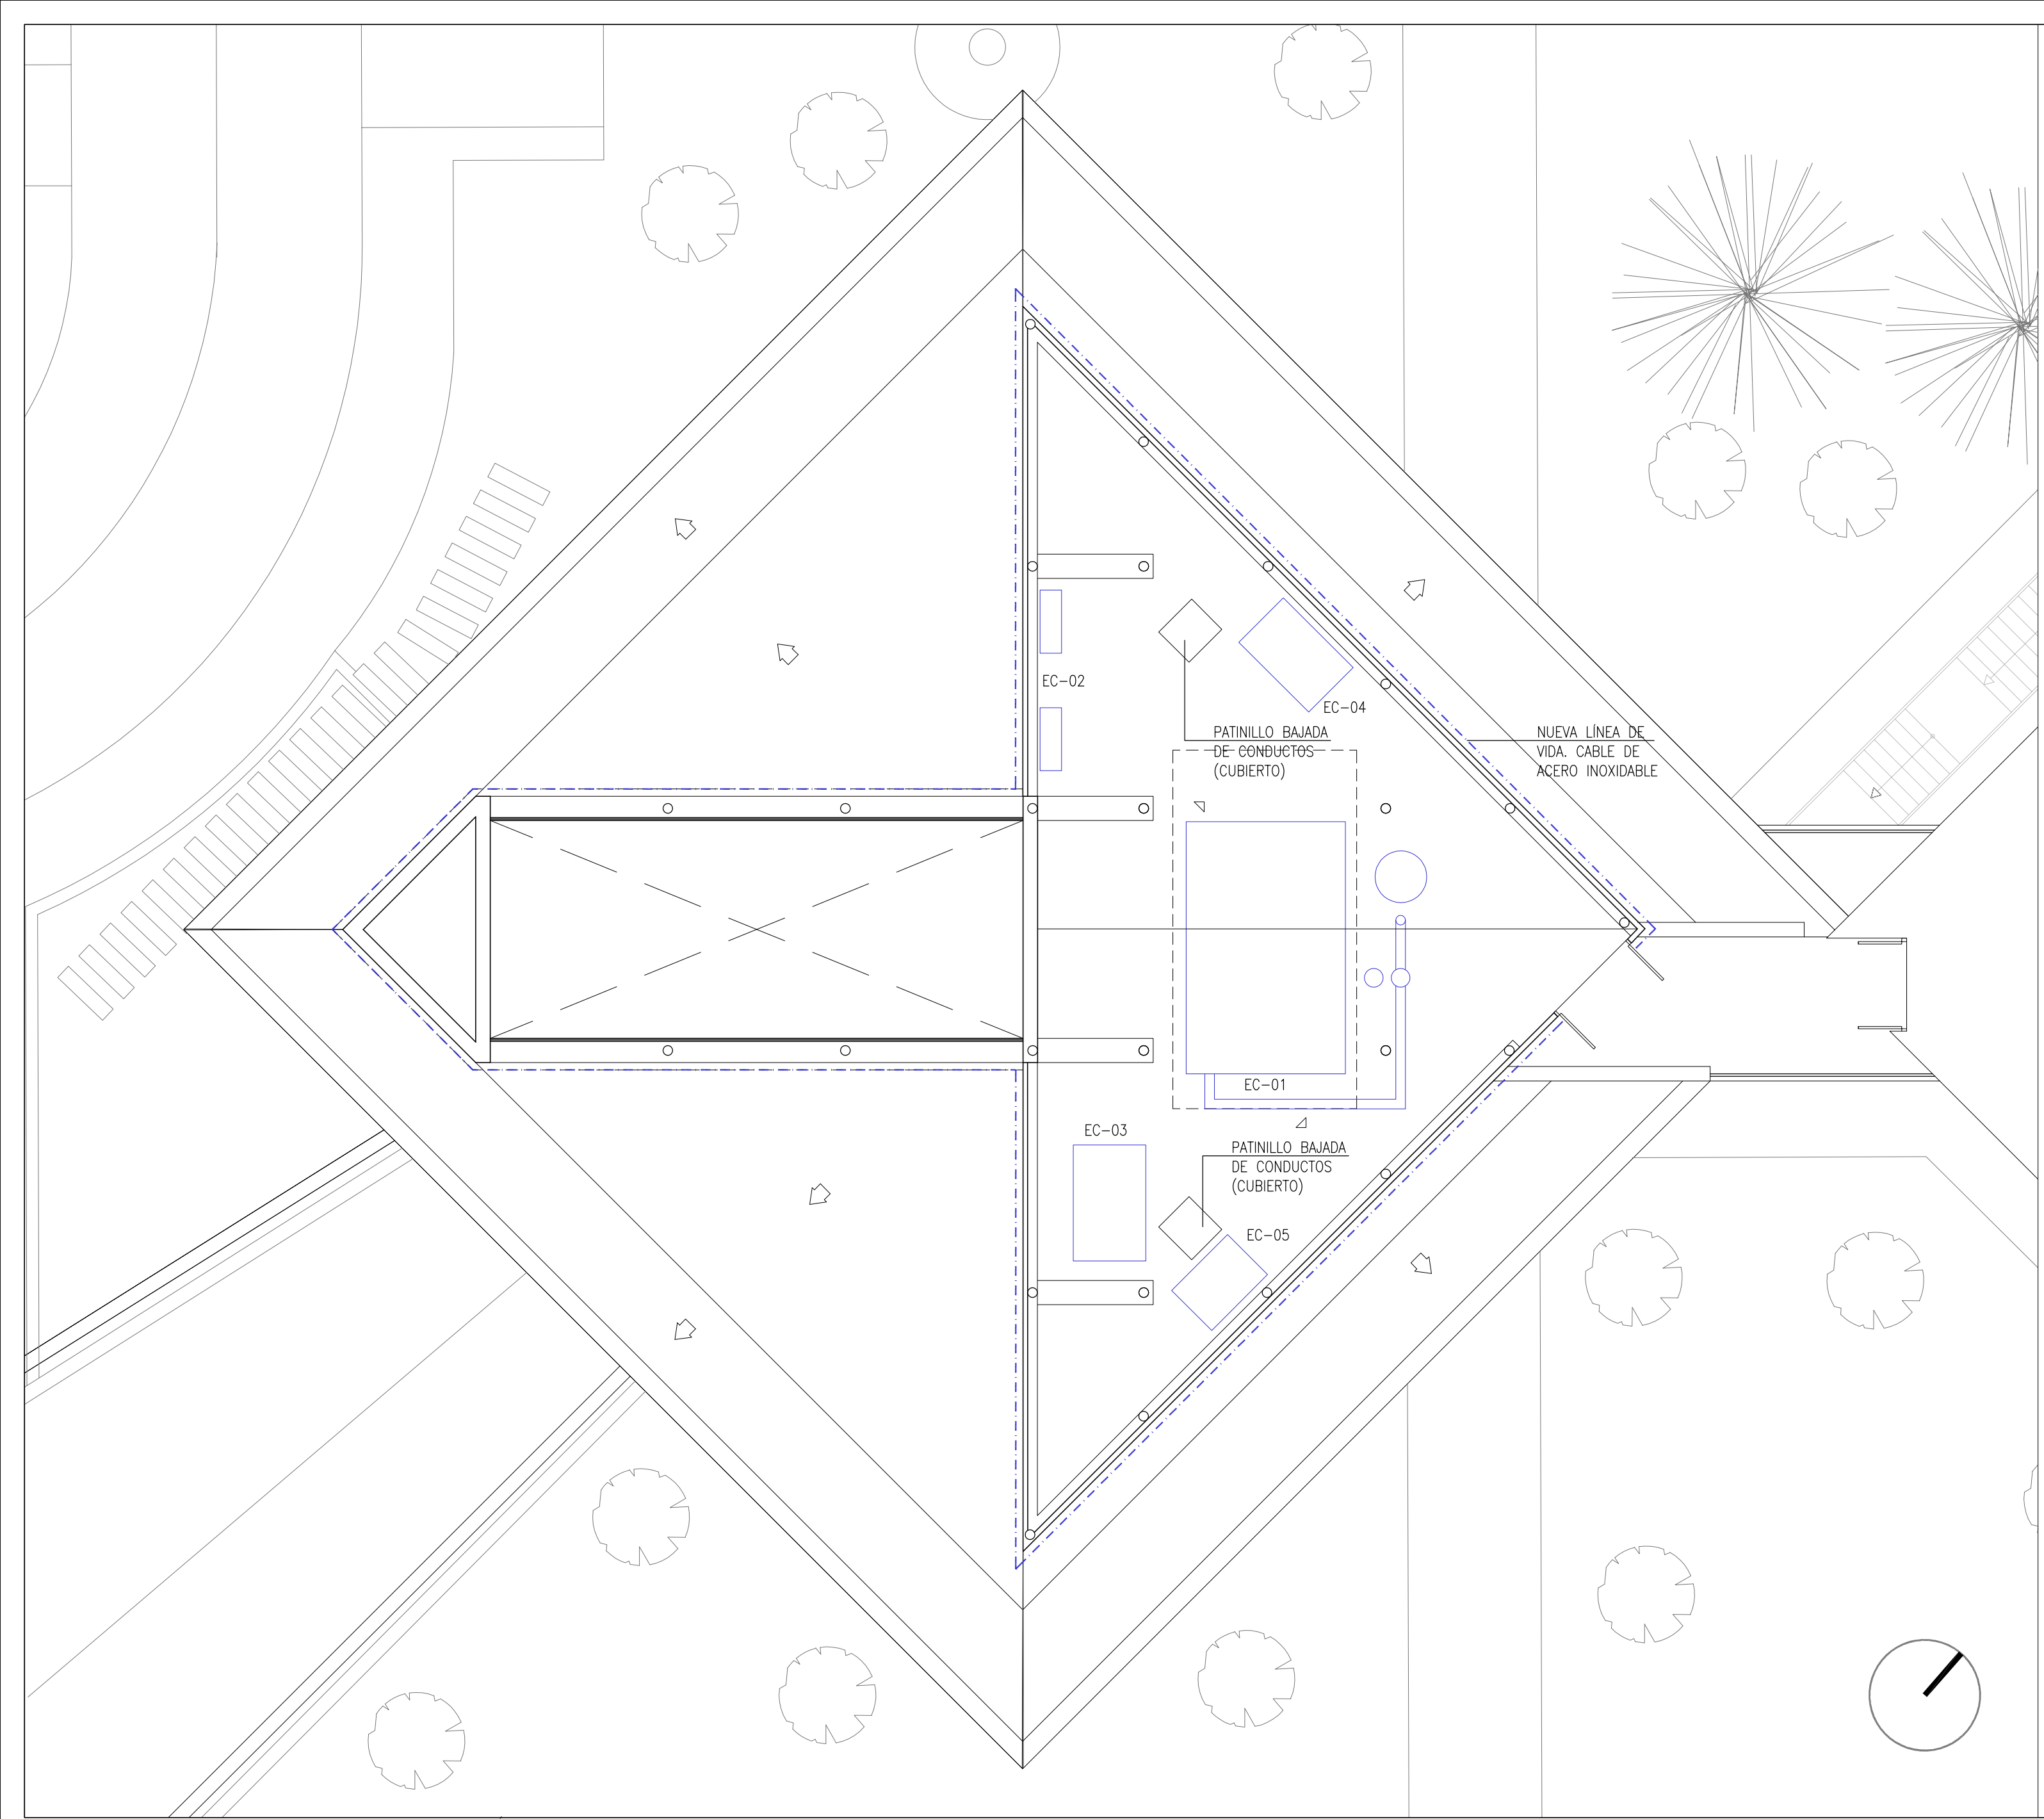 EC-02
EC-04
PATINILLO BAJADA
DE CONDUCTOS
(CUBIERTO)
NUEVA LÍNEA DE
VIDA. CABLE DE
ACERO INOXIDABLE
EC-01
EC-03
PATINILLO BAJADA
DE CONDUCTOS
(CUBIERTO)
EC-05